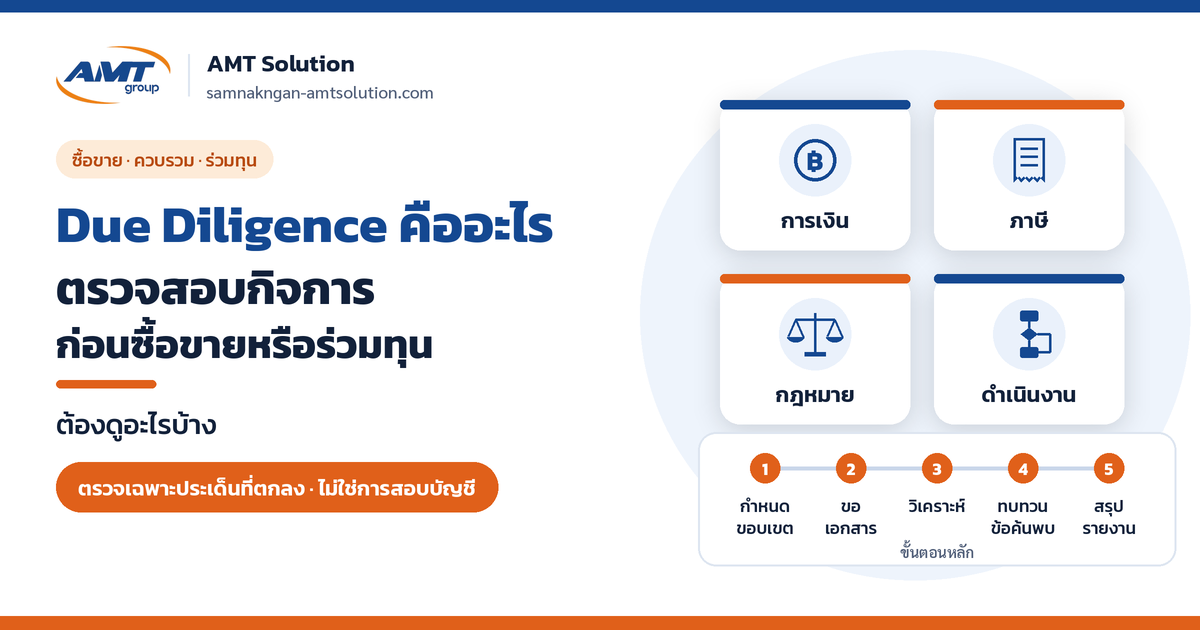 AMT
group
AMT Solution
samnakngan-amtsolution.com
ซื้อขาย · ควบรวม · ร่วมทุน
Due Diligence คืออะไร
ตรวจสอบกิจการ
ก่อนซื้อขายหรือร่วมทุน
ต้องดูอะไรบ้าง
ตรวจเฉพาะประเด็นที่ตกลง · ไม่ใช่การสอบบัญชี
฿
การเงิน
ภาษี
กฎหมาย
ดำเนินงาน
1 2 3 4 5
กำหนด ขอ วิเคราะห์ ทบทวน สรุป
ขอบเขต เอกสาร ข้อค้นพบ รายงาน
ขั้นตอนหลัก